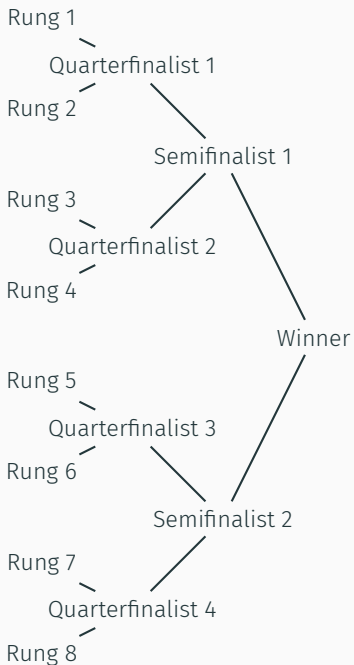 Rung 1
Quarterfinalist 1
Rung 2
Semifinalist 1
Rung 3
Quarterfinalist 2
Rung 4
Winner
Rung 5
Quarterfinalist 3
Rung 6
Semifinalist 2
Rung 7
Quarterfinalist 4
Rung 8